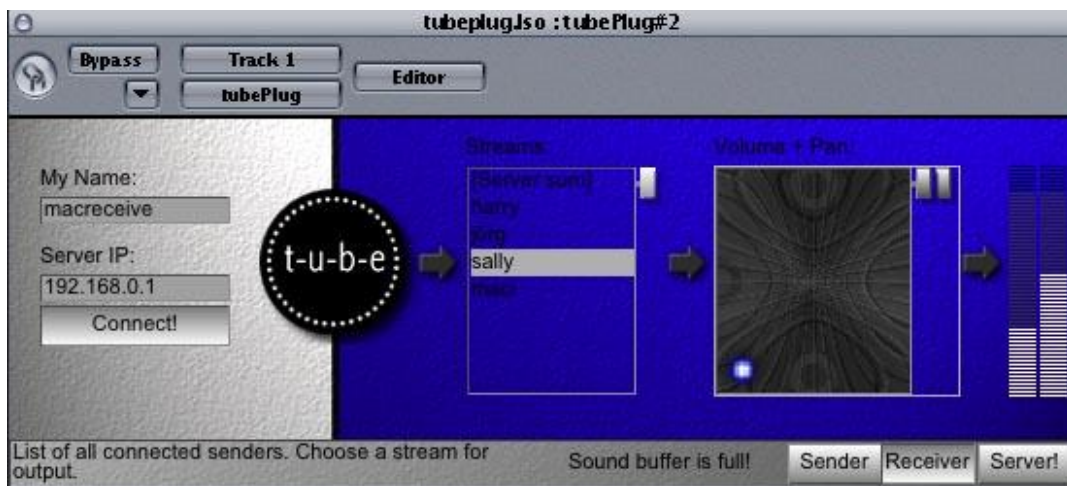 tubeplug.lso :tubePlug#2
Bypass
Track 1
tubePlug
Editor
My Name:
macreceive
Server IP:
192.168.0.1
Connect!
t-u-b-e
Streams:
[Server sum]
harry
jorg
sally
Volume + Pan:
List of all connected senders. Choose a stream for
output.
Sound buffer is full!
Sender
Receiver
Server!